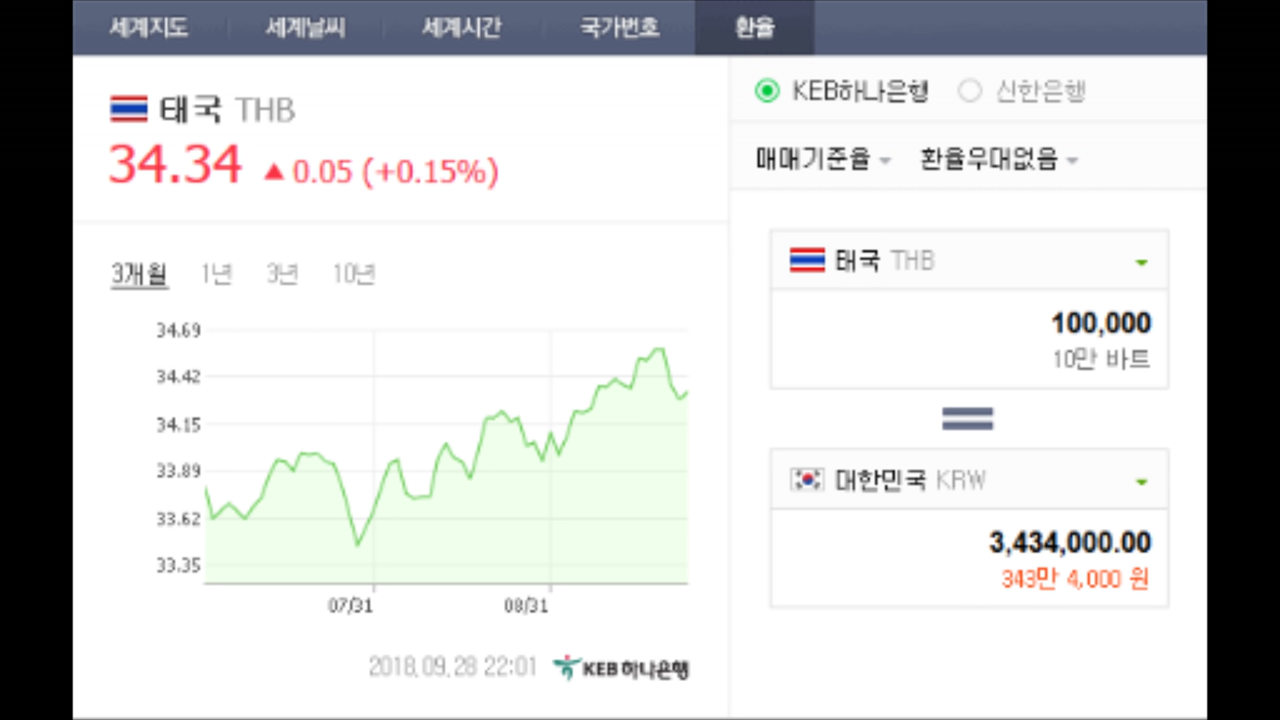 세계지도 세계날씨 세계시간 국가번호 환율
태국 THB
34.34 ▲ 0.05 (+0.15%)
3개월 1년 3년 10년
34.69
34.42
34.15
33.89
33.62
33.35
07/31 08/31
2018.09.28 22:01 KEB 하나은행
KEB하나은행 신한은행
매매기준율 환율우대없음
태국 THB
100,000
10만 바트
대한민국 KRW
3,434,000.00
343만 4,000 원